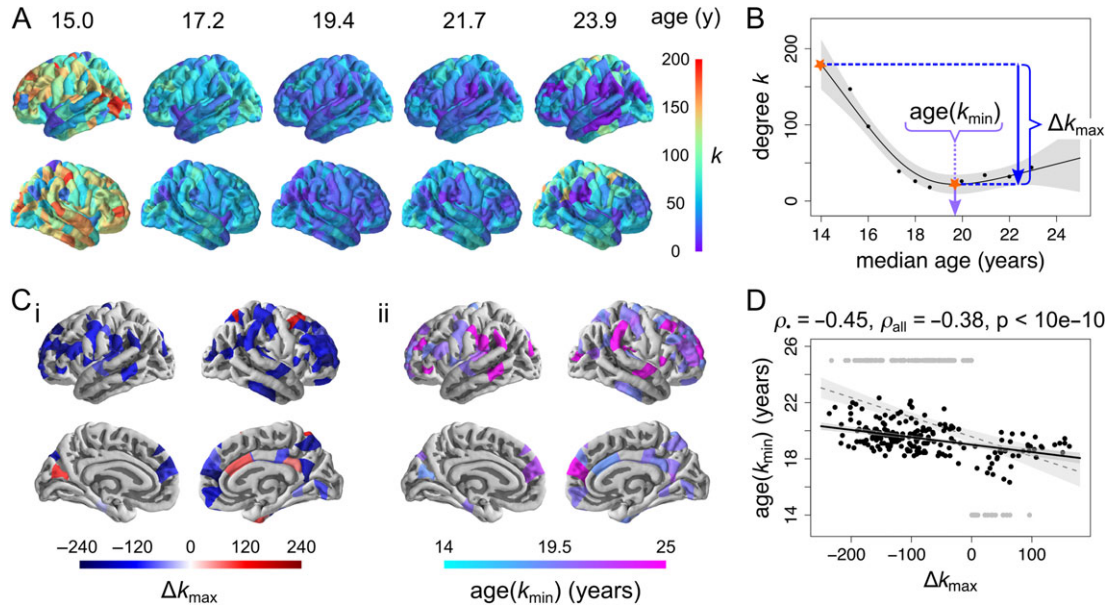 A
15.0 17.2 19.4 21.7 23.9 age (y)
200
150
100
50
0
k
B
degree k
200
100
0
age(kmin)
Δkmax
14 16 18 20 22 24
median age (years)
C i
ii
−240 −120 0 120 240
Δkmax
14 19.5 25
age(kmin) (years)
D
ρ• = −0.45, ρall = −0.38, p < 10e−10
age(kmin) (years)
26
22
18
14
−200 −100 0 100
Δkmax